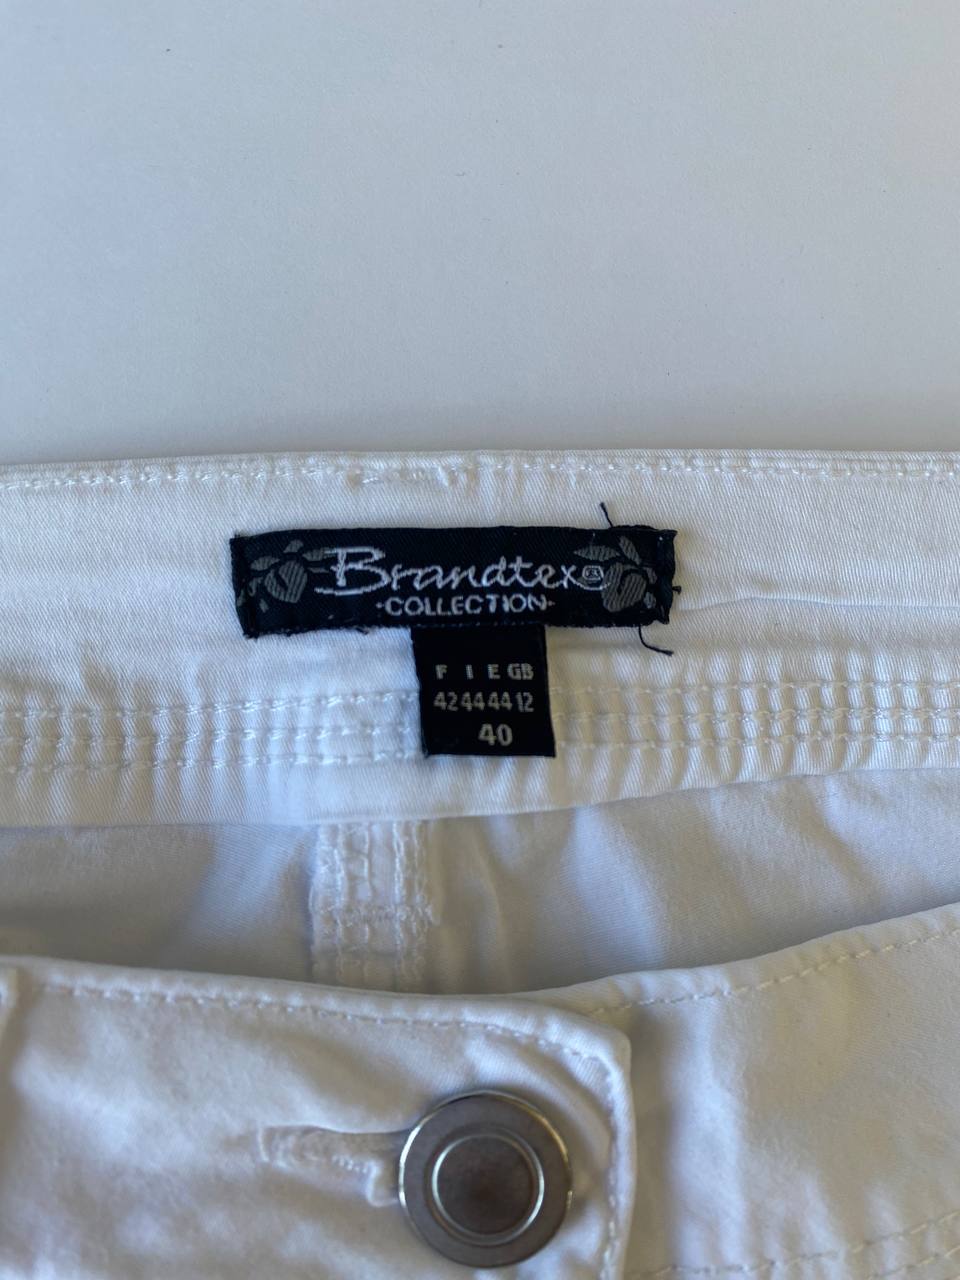 Brandtex®
·COLLECTION·
F I E GB
42 44 44 12
40